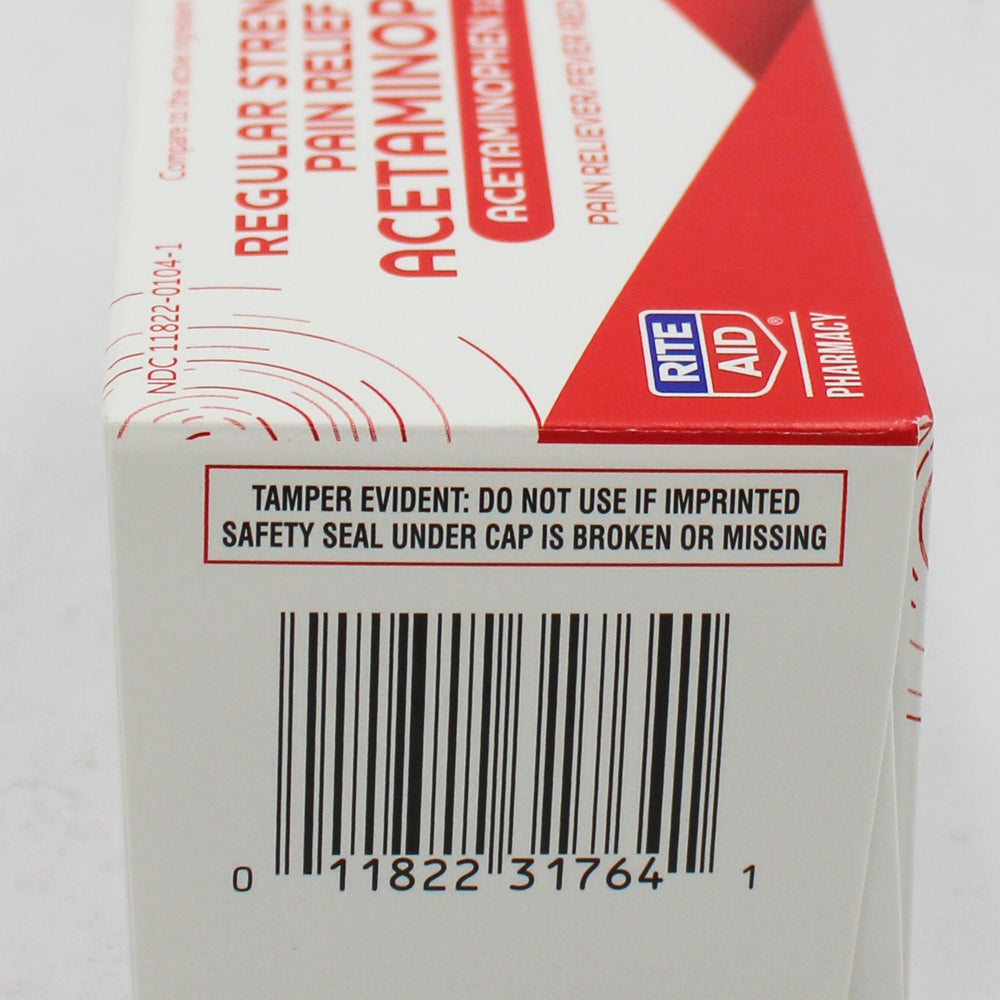 Compare to the active ingredient
NDC 11822-0104-1
REGULAR
PAIN RELIEF
ACETAMINOPHEN
PAIN RELIEVER/FEVER
RITE
AID
®
PHARMACY
TAMPER EVIDENT: DO NOT USE IF IMPRINTED
SAFETY SEAL UNDER CAP IS BROKEN OR MISSING
0 11822 31764 1